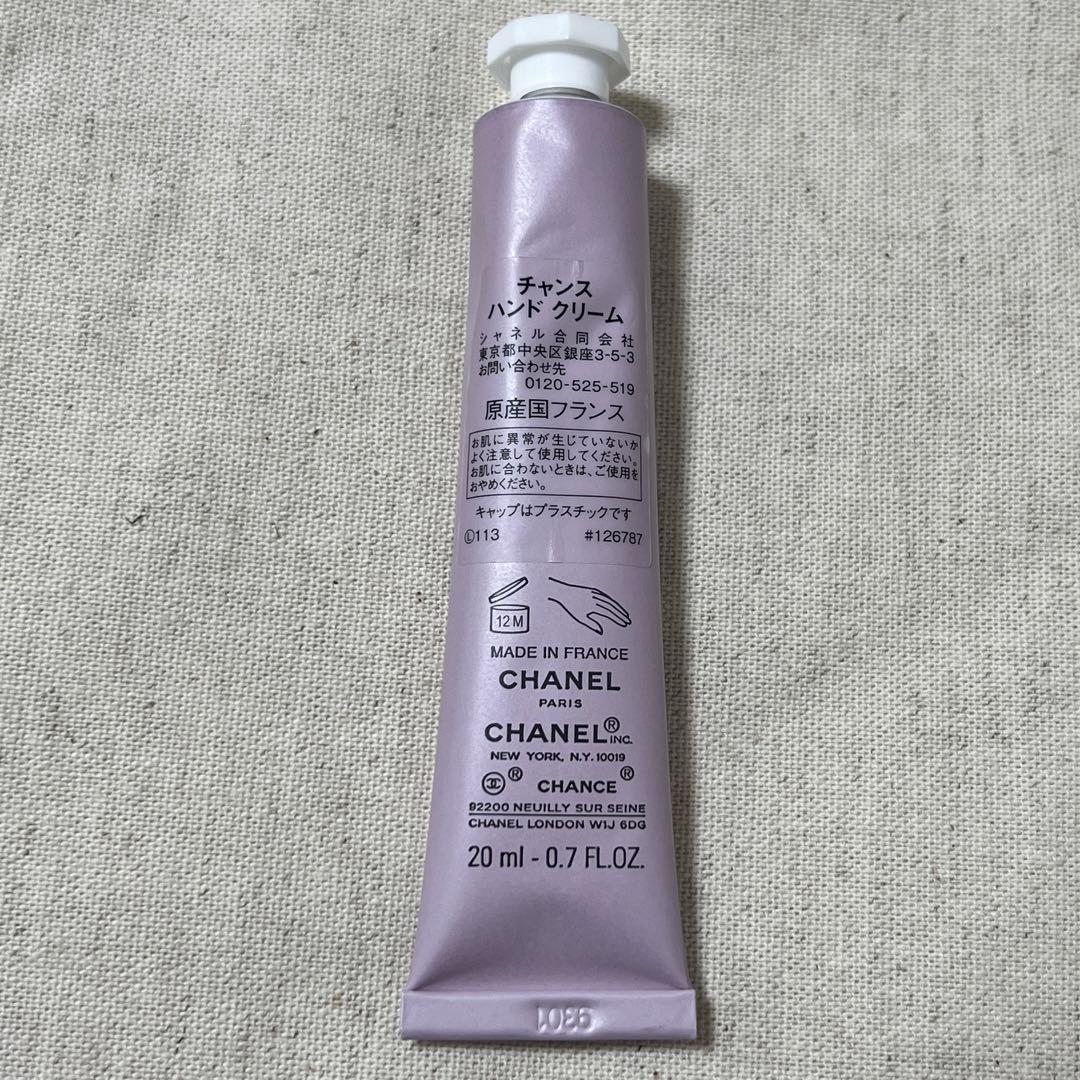 チャンス
ハンド クリーム
シャネル合同会社
東京都中央区銀座3-5-3
お問い合わせ先
0120-525-519
原産国フランス
お肌に異常が生じていないか
よく注意して使用してください。
お肌に合わないときは、ご使用を
おやめください。
キャップはプラスチックです
Ⓛ113 #126787
12M
MADE IN FRANCE
CHANEL
PARIS
CHANEL® INC.
NEW YORK, N.Y. 10019
® CHANCE®
92200 NEUILLY SUR SEINE
CHANEL LONDON W1J 6DG
20 ml - 0.7 FL.OZ.
9301